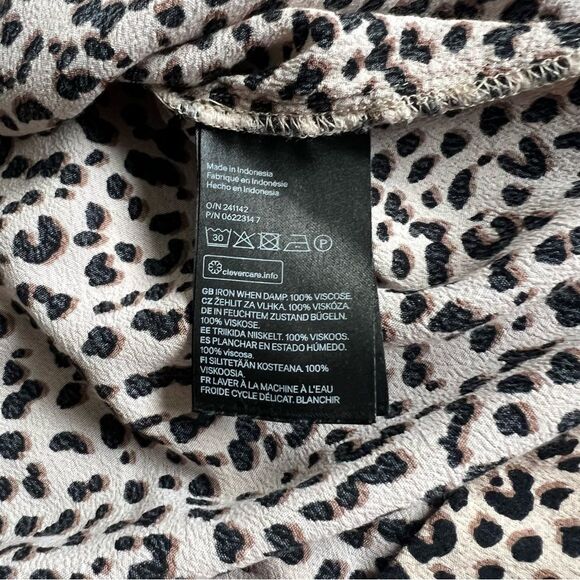 Made in Indonesia
Fabriqué en Indonésie
Hecho en Indonesia
O/N 241142
P/N 0622314 7
30 P
clevercare.info
GB IRON WHEN DAMP. 100% VISCOSE.
CZ ŽEHLIT ZA VLHKA. 100% VISKÓZA.
DE IN FEUCHTEM ZUSTAND BÜGELN.
100% VISKOSE.
EE TRIIKIDA NIISKELT. 100% VISKOOS.
ES PLANCHAR EN ESTADO HÚMEDO.
100% viscosa.
FI SILITETÄÄN KOSTEANA. 100%
VISKOOSIA
FR LAVER À LA MACHINE À L'EAU
FROIDE CYCLE DÉLICAT. BLANCHIR